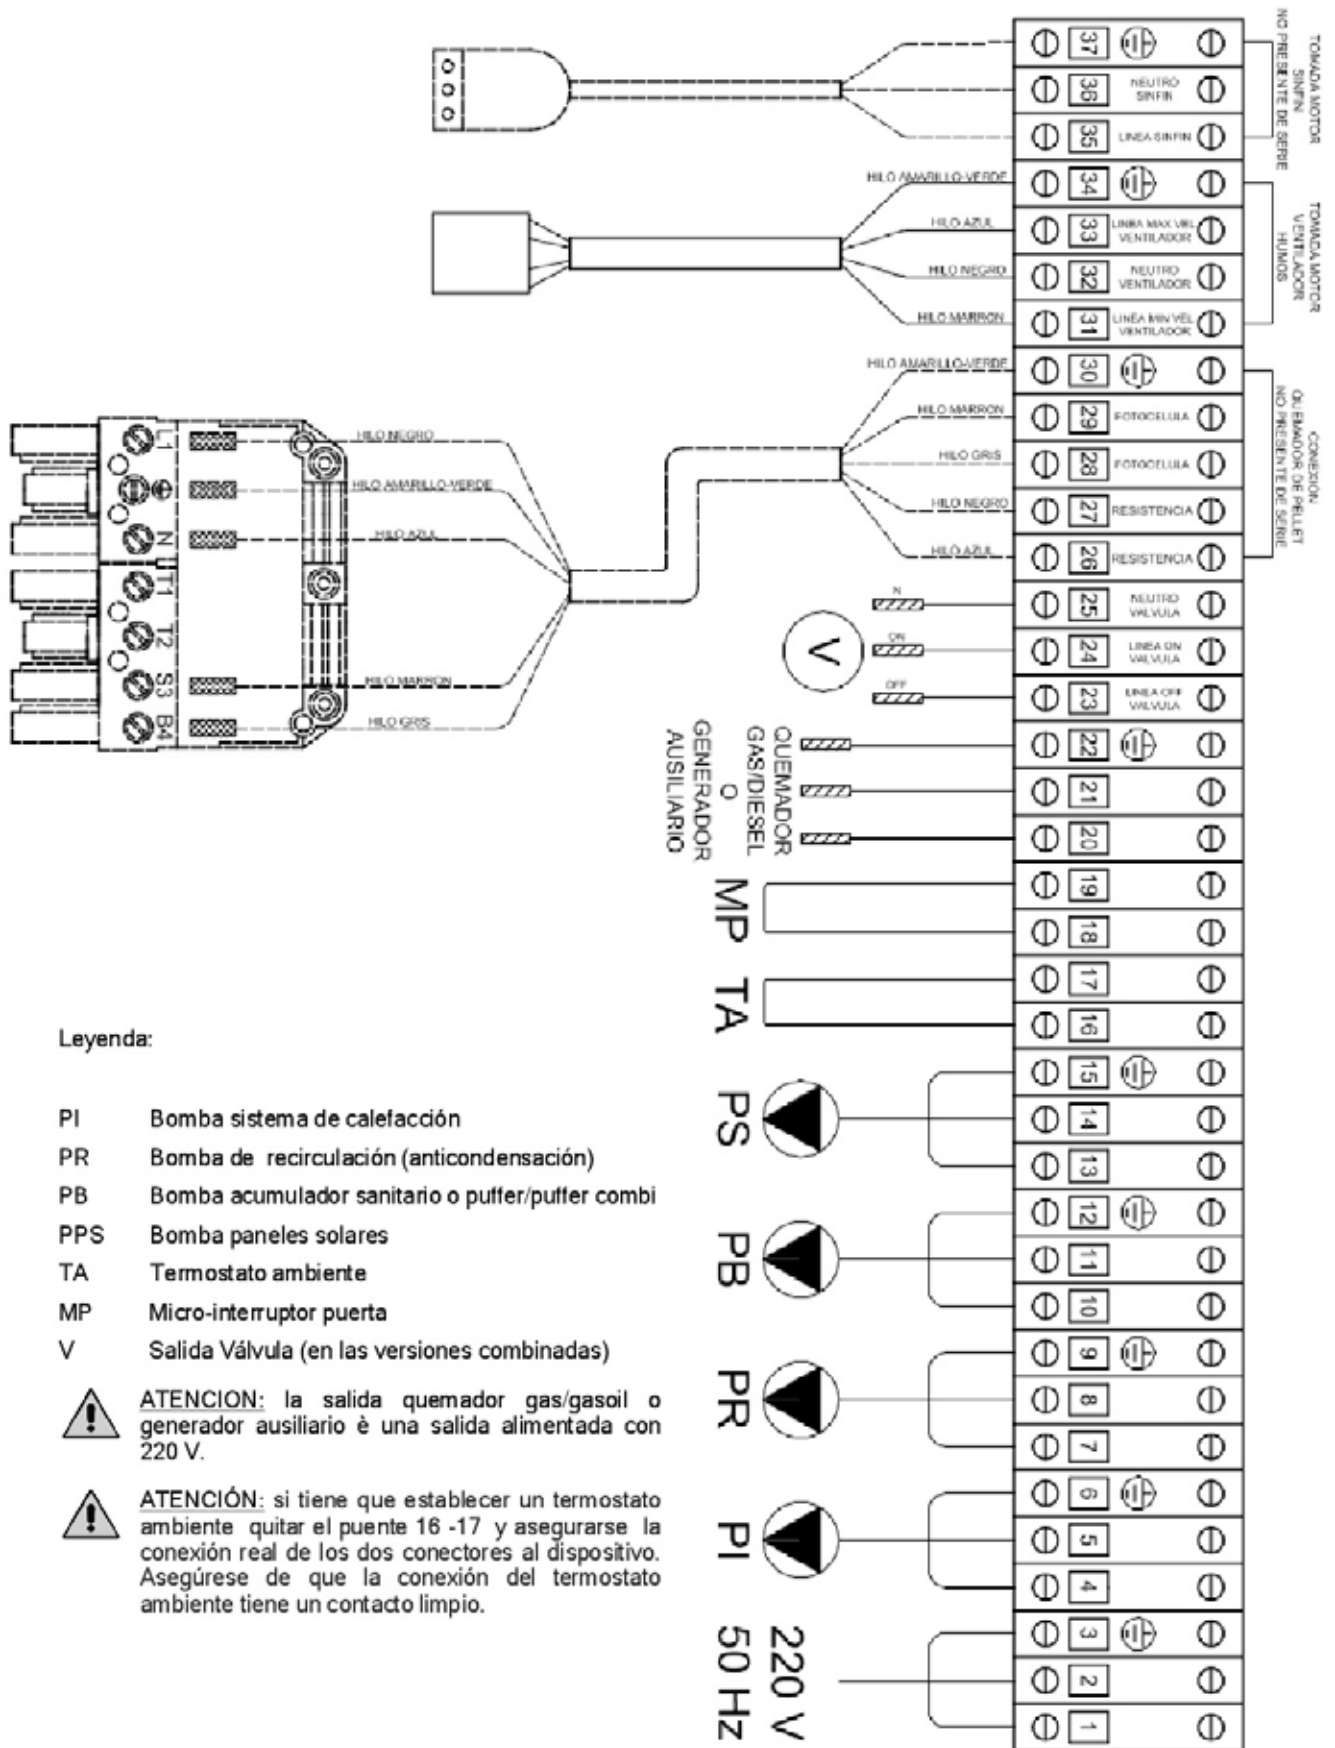 TOMADA MOTOR
SINFIN
NO PRESENTE DE SERIE
37
36 NEUTRO
SINFIN
35 LINEA SINFIN
TOMADA MOTOR
VENTILADOR
HUMOS
HILO AMARILLO-VERDE 34
HILO AZUL 33 LINEA MAX VEL
VENTILADOR
HILO NEGRO 32 NEUTRO
VENTILADOR
HILO MARRON 31 LINEA MIN VEL
VENTILADOR
CONEXIÓN
QUEMADOR DE PELLET
NO PRESENTE DE SERIE
HILO AMARILLO-VERDE 30
HILO MARRON 29 FOTOCELULA
HILO GRIS 28 FOTOCELULA
HILO NEGRO 27 RESISTENCIA
HILO AZUL 26 RESISTENCIA
L1 HILO NEGRO
HILO AMARILLO-VERDE
N HILO AZUL
T1
T2
S3 HILO MARRON
B4 HILO GRIS
V
N 25 NEUTRO
VALVULA
ON 24 LINEA ON
VALVULA
OFF 23 LINEA OFF
VALVULA
QUEMADOR
GAS/DIESEL
O
GENERADOR
AUSILIARIO
22
21
20
MP
19
18
TA
17
16
PS
15
14
13
PB
12
11
10
PR
9
8
7
PI
6
5
4
220 V
50 Hz
3
2
1
Leyenda:
PI Bomba sistema de calefacción
PR Bomba de recirculación (anticondensación)
PB Bomba acumulador sanitario o puffer/puffer combi
PPS Bomba paneles solares
TA Termostato ambiente
MP Micro-interruptor puerta
V Salida Válvula (en las versiones combinadas)
ATENCION: la salida quemador gas/gasoil o
generador ausiliario è una salida alimentada con
220 V.
ATENCIÓN: si tiene que establecer un termostato
ambiente quitar el puente 16 -17 y asegurarse la
conexión real de los dos conectores al dispositivo.
Asegúrese de que la conexión del termostato
ambiente tiene un contacto limpio.